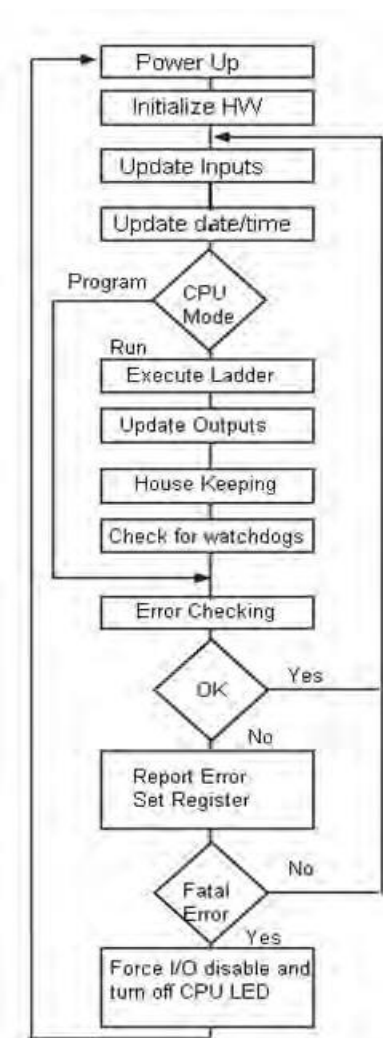 Power Up
Initialize HW
Update Inputs
Update date/time
Program
CPU
Mode
Run
Execute Ladder
Update Outputs
House Keeping
Check for watchdogs
Error Checking
OK
Yes
No
Report Error
Set Register
Fatal
Error
No
Yes
Force I/O disable and
turn off CPU LED